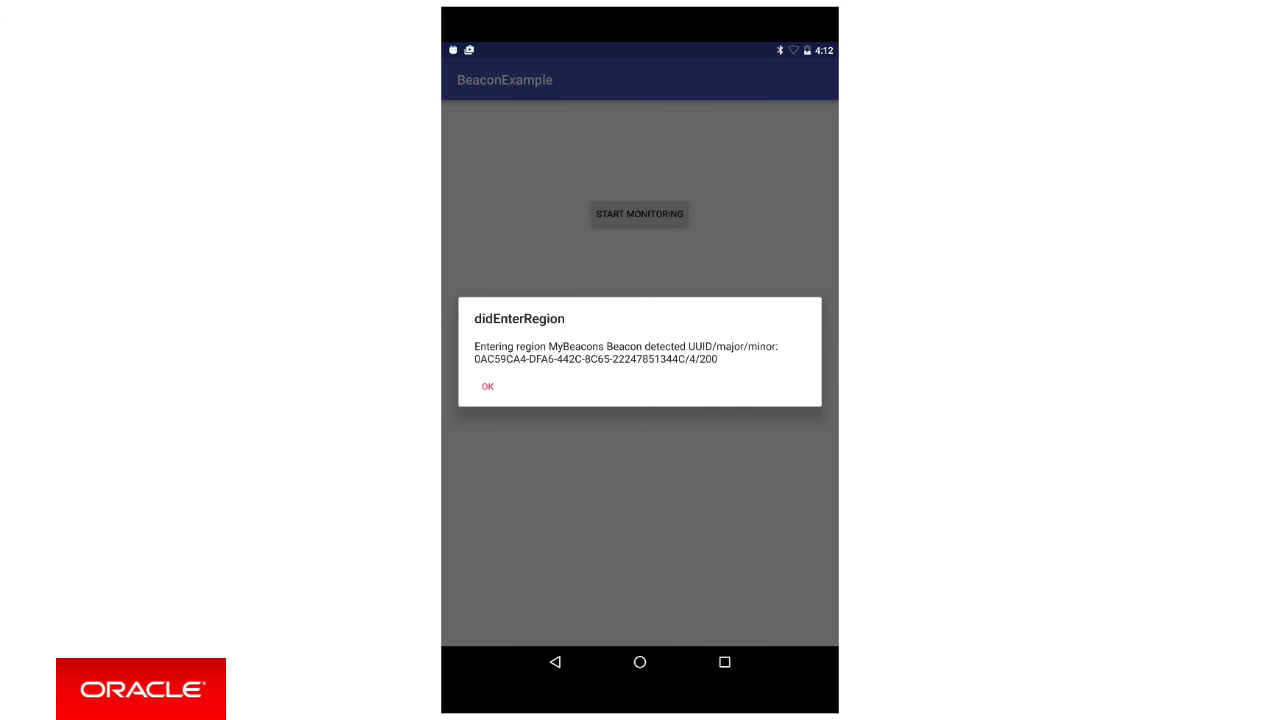 4:12
BeaconExample
START MONITORING
didEnterRegion
Entering region MyBeacons Beacon detected UUID/major/minor:
0AC59CA4-DFA6-442C-8C65-22247851344C/4/200
OK
ORACLE®